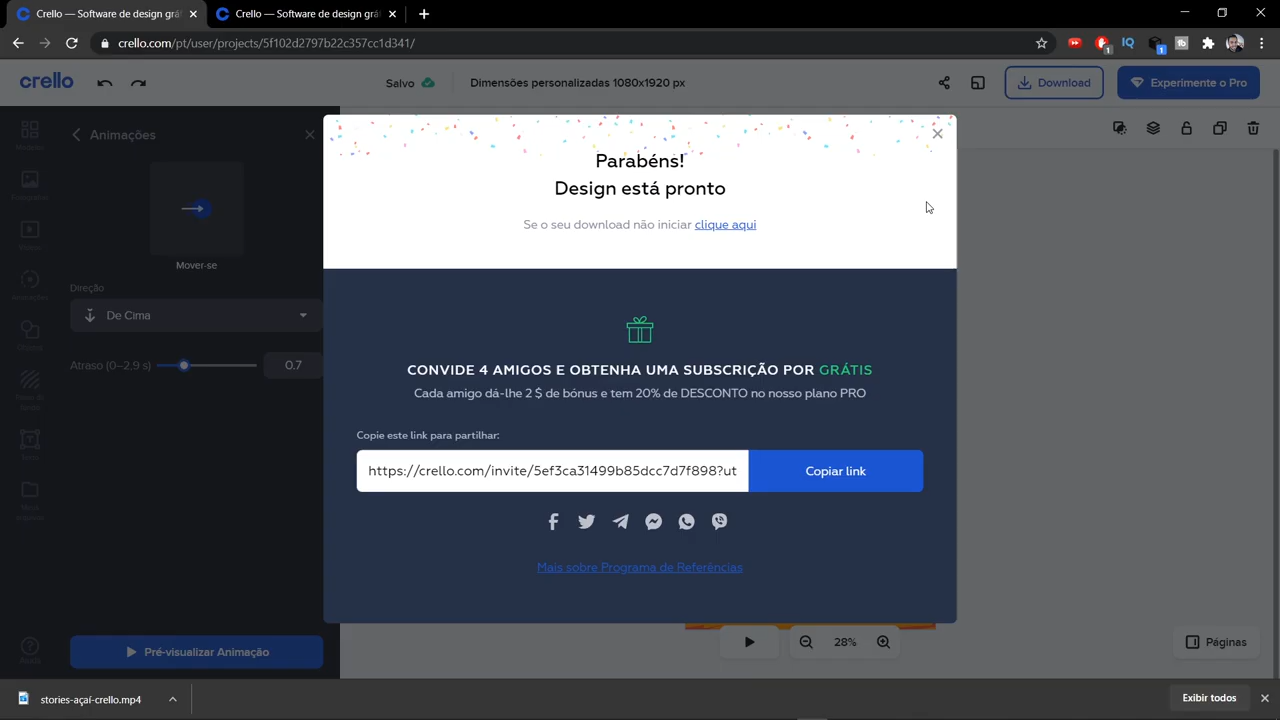 Crello — Software de design grá
Crello — Software de design grá
crello.com/pt/user/projects/5f102d2797b22c357cc1d341/
crello
Salvo
Dimensões personalizadas 1080x1920 px
Download
Experimente o Pro
Animações
Mover-se
Direção
De Cima
Atraso (0–2,9 s)
0.7
Pré-visualizar Animação
Parabéns!
Design está pronto
Se o seu download não iniciar clique aqui
CONVIDE 4 AMIGOS E OBTENHA UMA SUBSCRIÇÃO POR GRÁTIS
Cada amigo dá-lhe 2 $ de bónus e tem 20% de DESCONTO no nosso plano PRO
Copie este link para partilhar:
https://crello.com/invite/5ef3ca31499b85dcc7d7f898?ut
Copiar link
Mais sobre Programa de Referências
28%
Páginas
stories-açaí-crello.mp4
Exibir todos